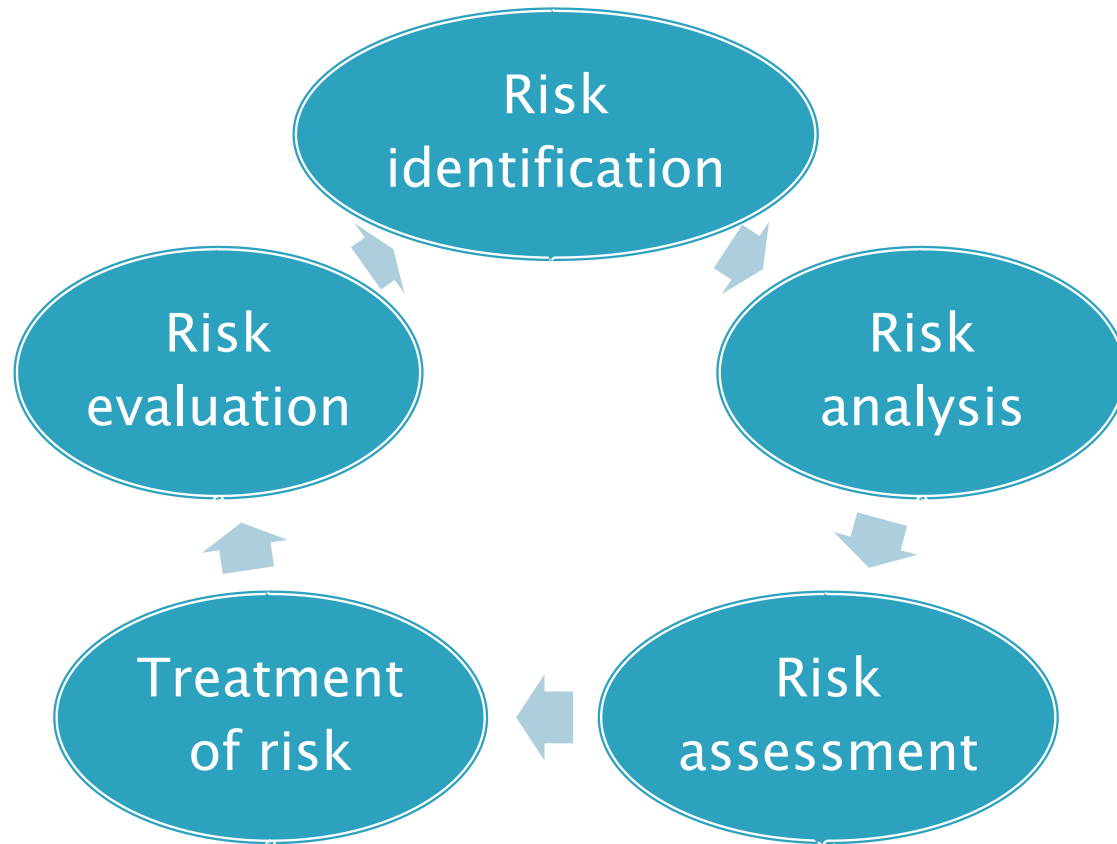 Risk
identification
Risk
analysis
Risk
assessment
Treatment
of risk
Risk
evaluation